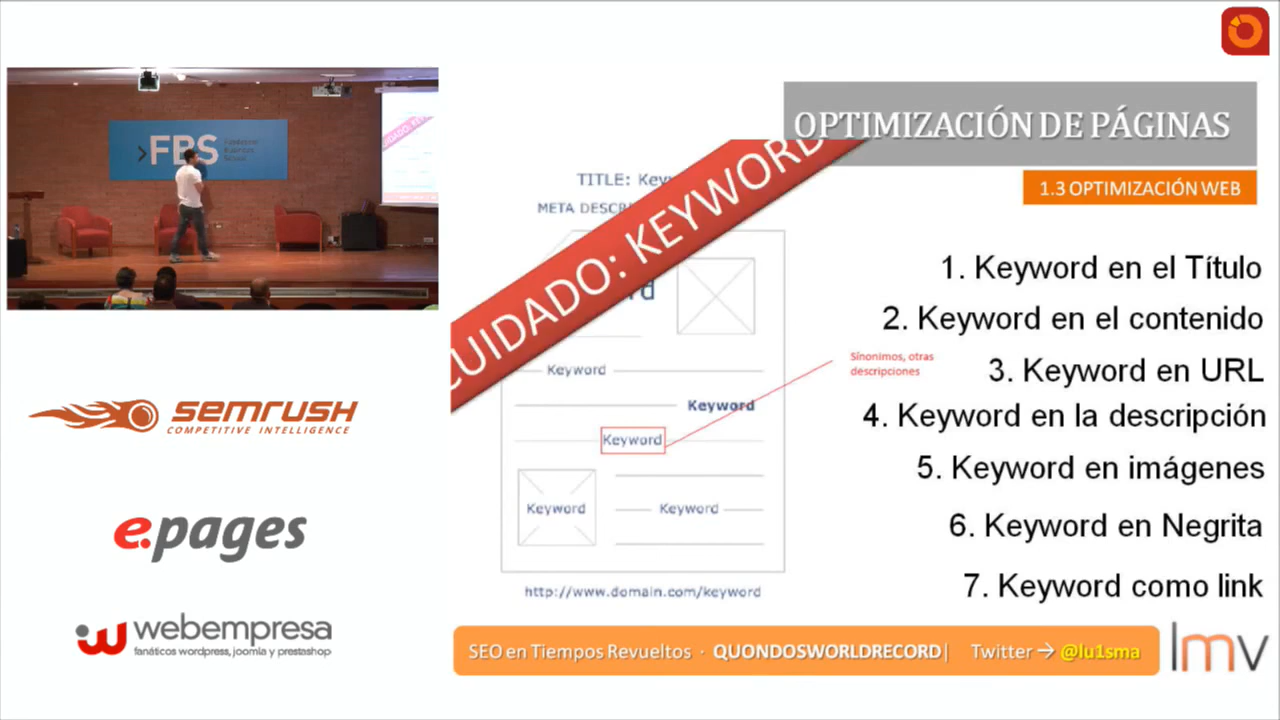 >FBS
SEMRUSH
COMPETITIVE INTELLIGENCE
e.pages
webempresa
fanáticos wordpress, joomla y prestashop
OPTIMIZACIÓN DE PÁGINAS
1.3 OPTIMIZACIÓN WEB
TITLE:
META
CUIDADO: KEYWORD
Keyword
Keyword
Keyword
Keyword
Keyword
http://www.domain.com/keyword
Sínonimos, otras
descripciones
1. Keyword en el Título
2. Keyword en el contenido
3. Keyword en URL
4. Keyword en la descripción
5. Keyword en imágenes
6. Keyword en Negrita
7. Keyword como link
SEO en Tiempos Revueltos · QUONDOSWORLDRECORD| Twitter → @lu1sma
lmv